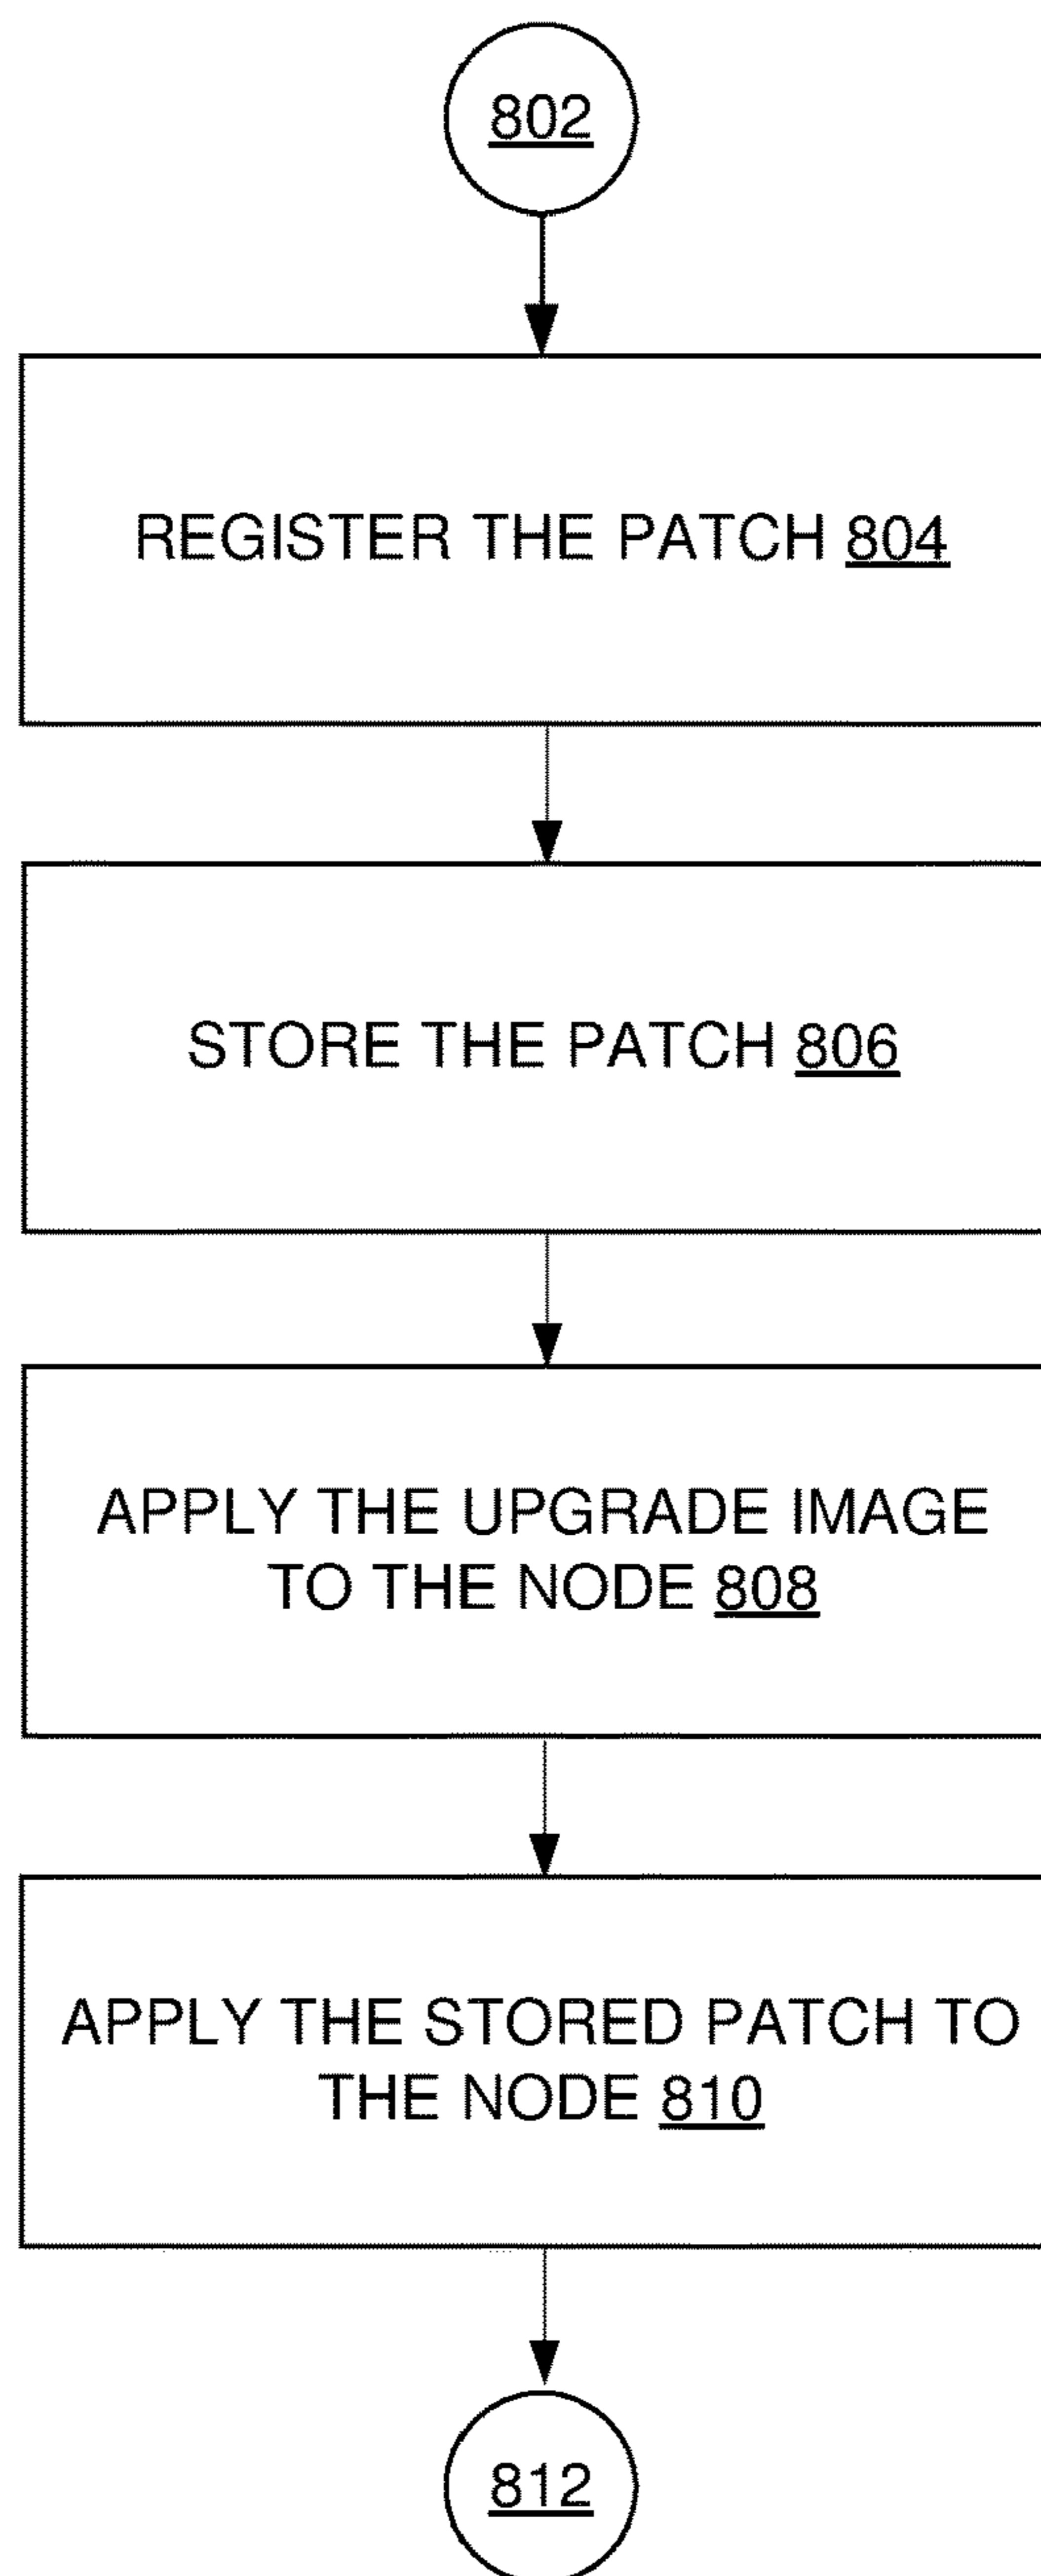 802
REGISTER THE PATCH 804
STORE THE PATCH 806
APPLY THE UPGRADE IMAGE
TO THE NODE 808
APPLY THE STORED PATCH TO
THE NODE 810
812